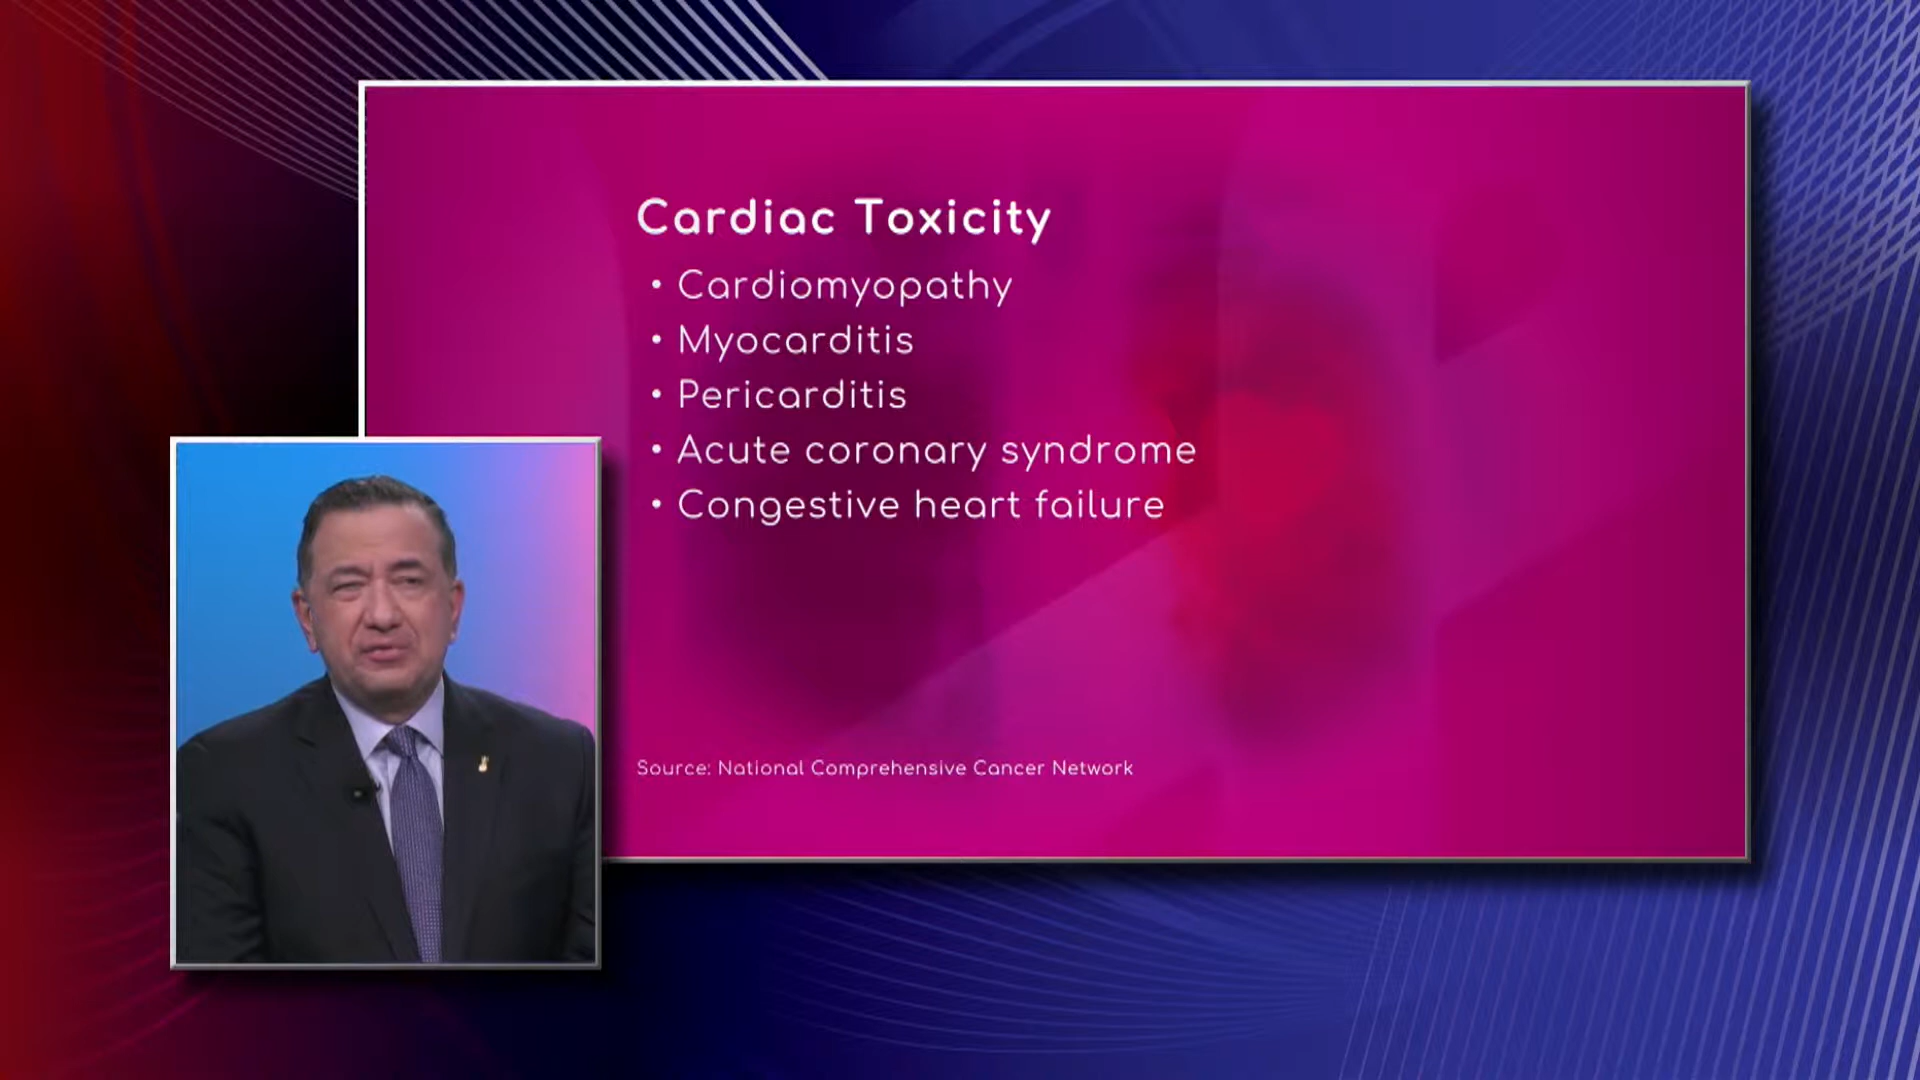 Cardiac Toxicity
• Cardiomyopathy
• Myocarditis
• Pericarditis
• Acute coronary syndrome
• Congestive heart failure
Source: National Comprehensive Cancer Network